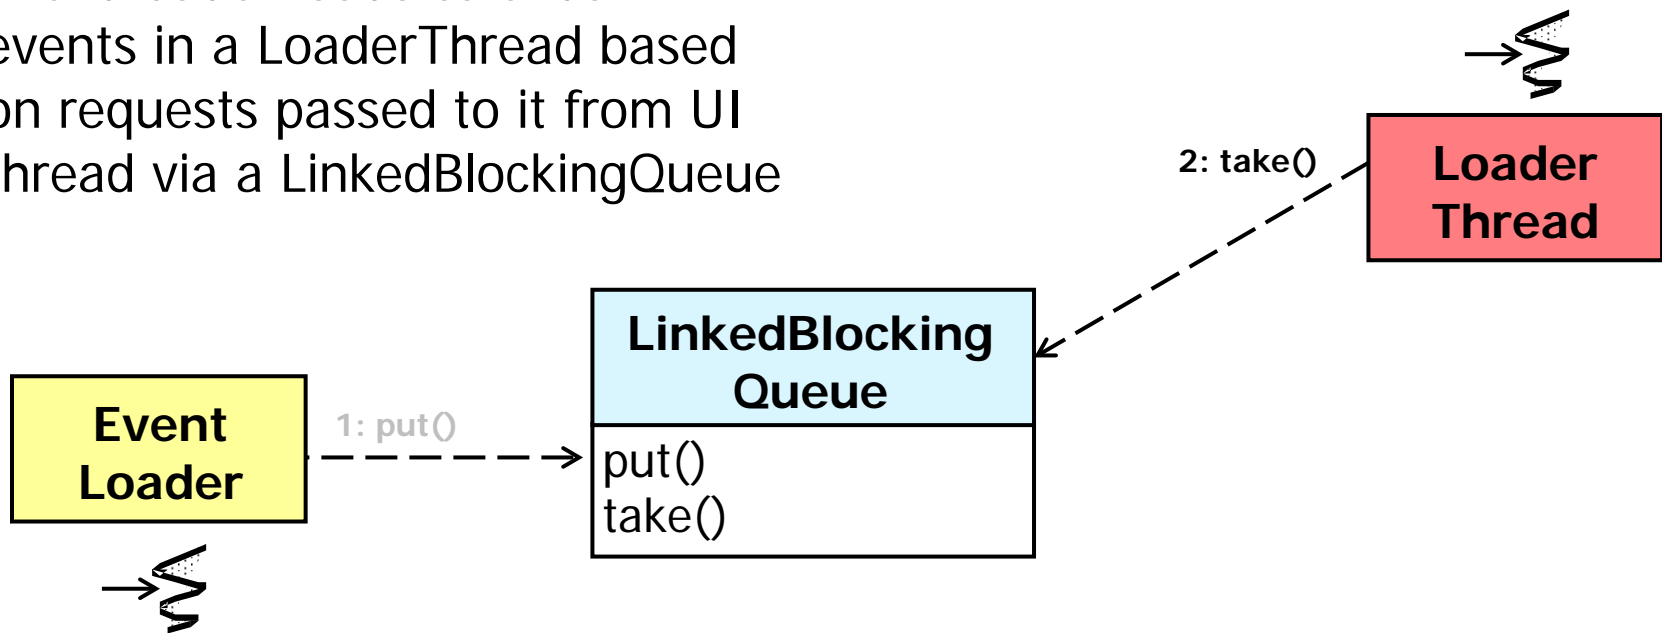 events in a LoaderThread based
on requests passed to it from UI
thread via a LinkedBlockingQueue
2: take()
Loader
Thread
LinkedBlocking
Queue
put()
take()
Event
Loader
1: put()